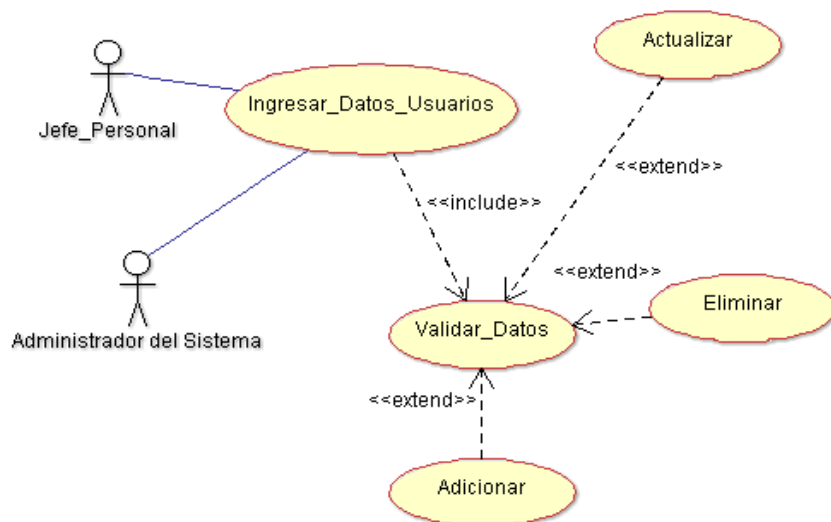 Actualizar
Ingresar_Datos_Usuarios
Jefe_Personal
<<extend>>
<<include>>
Administrador del Sistema
<<extend>>
Eliminar
Validar_Datos
<<extend>>
Adicionar